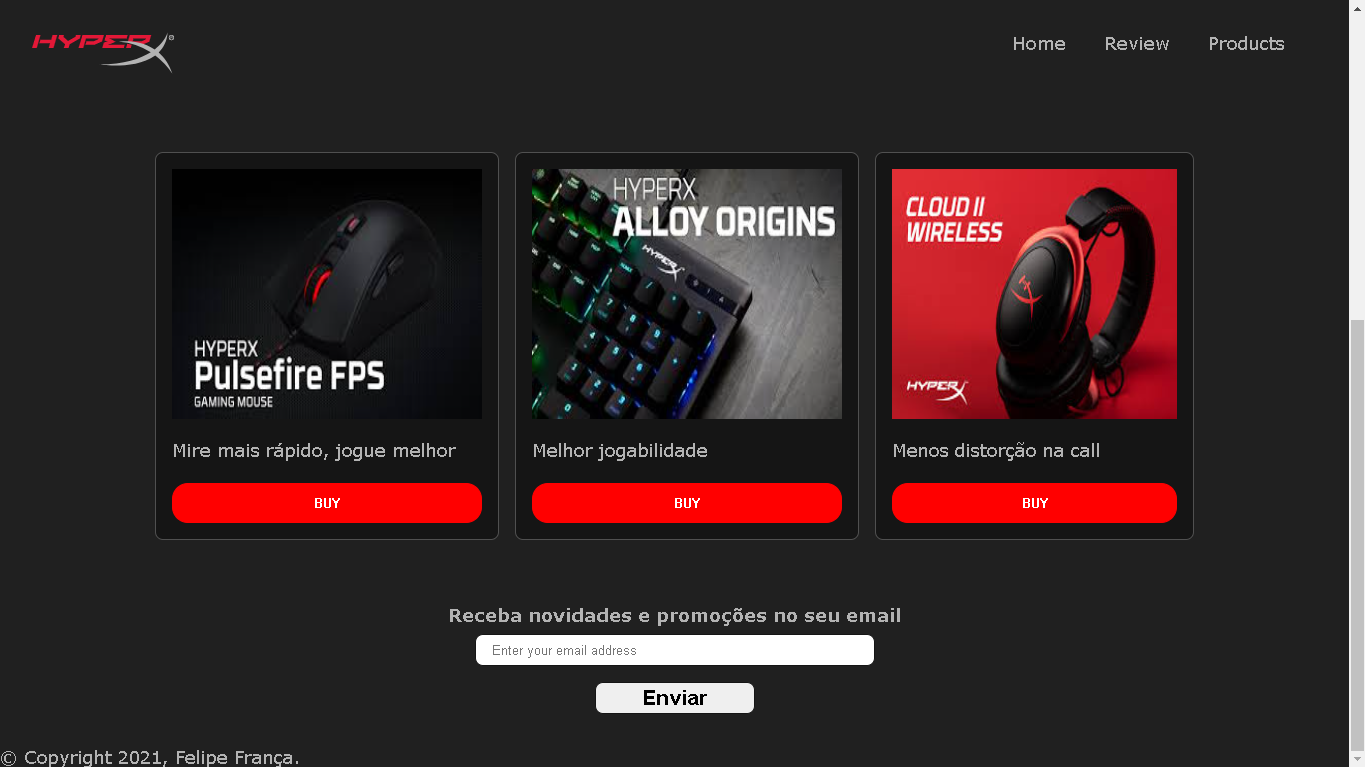 HYPERX®
Home Review Products
HYPERX
Pulsefire FPS
GAMING MOUSE
HYPERX
ALLOY ORIGINS
HYPERX
CLOUD II
WIRELESS
HYPERX
Mire mais rápido, jogue melhor
Melhor jogabilidade
Menos distorção na call
BUY
BUY
BUY
Receba novidades e promoções no seu email
Enter your email address
Enviar
© Copyright 2021, Felipe França.